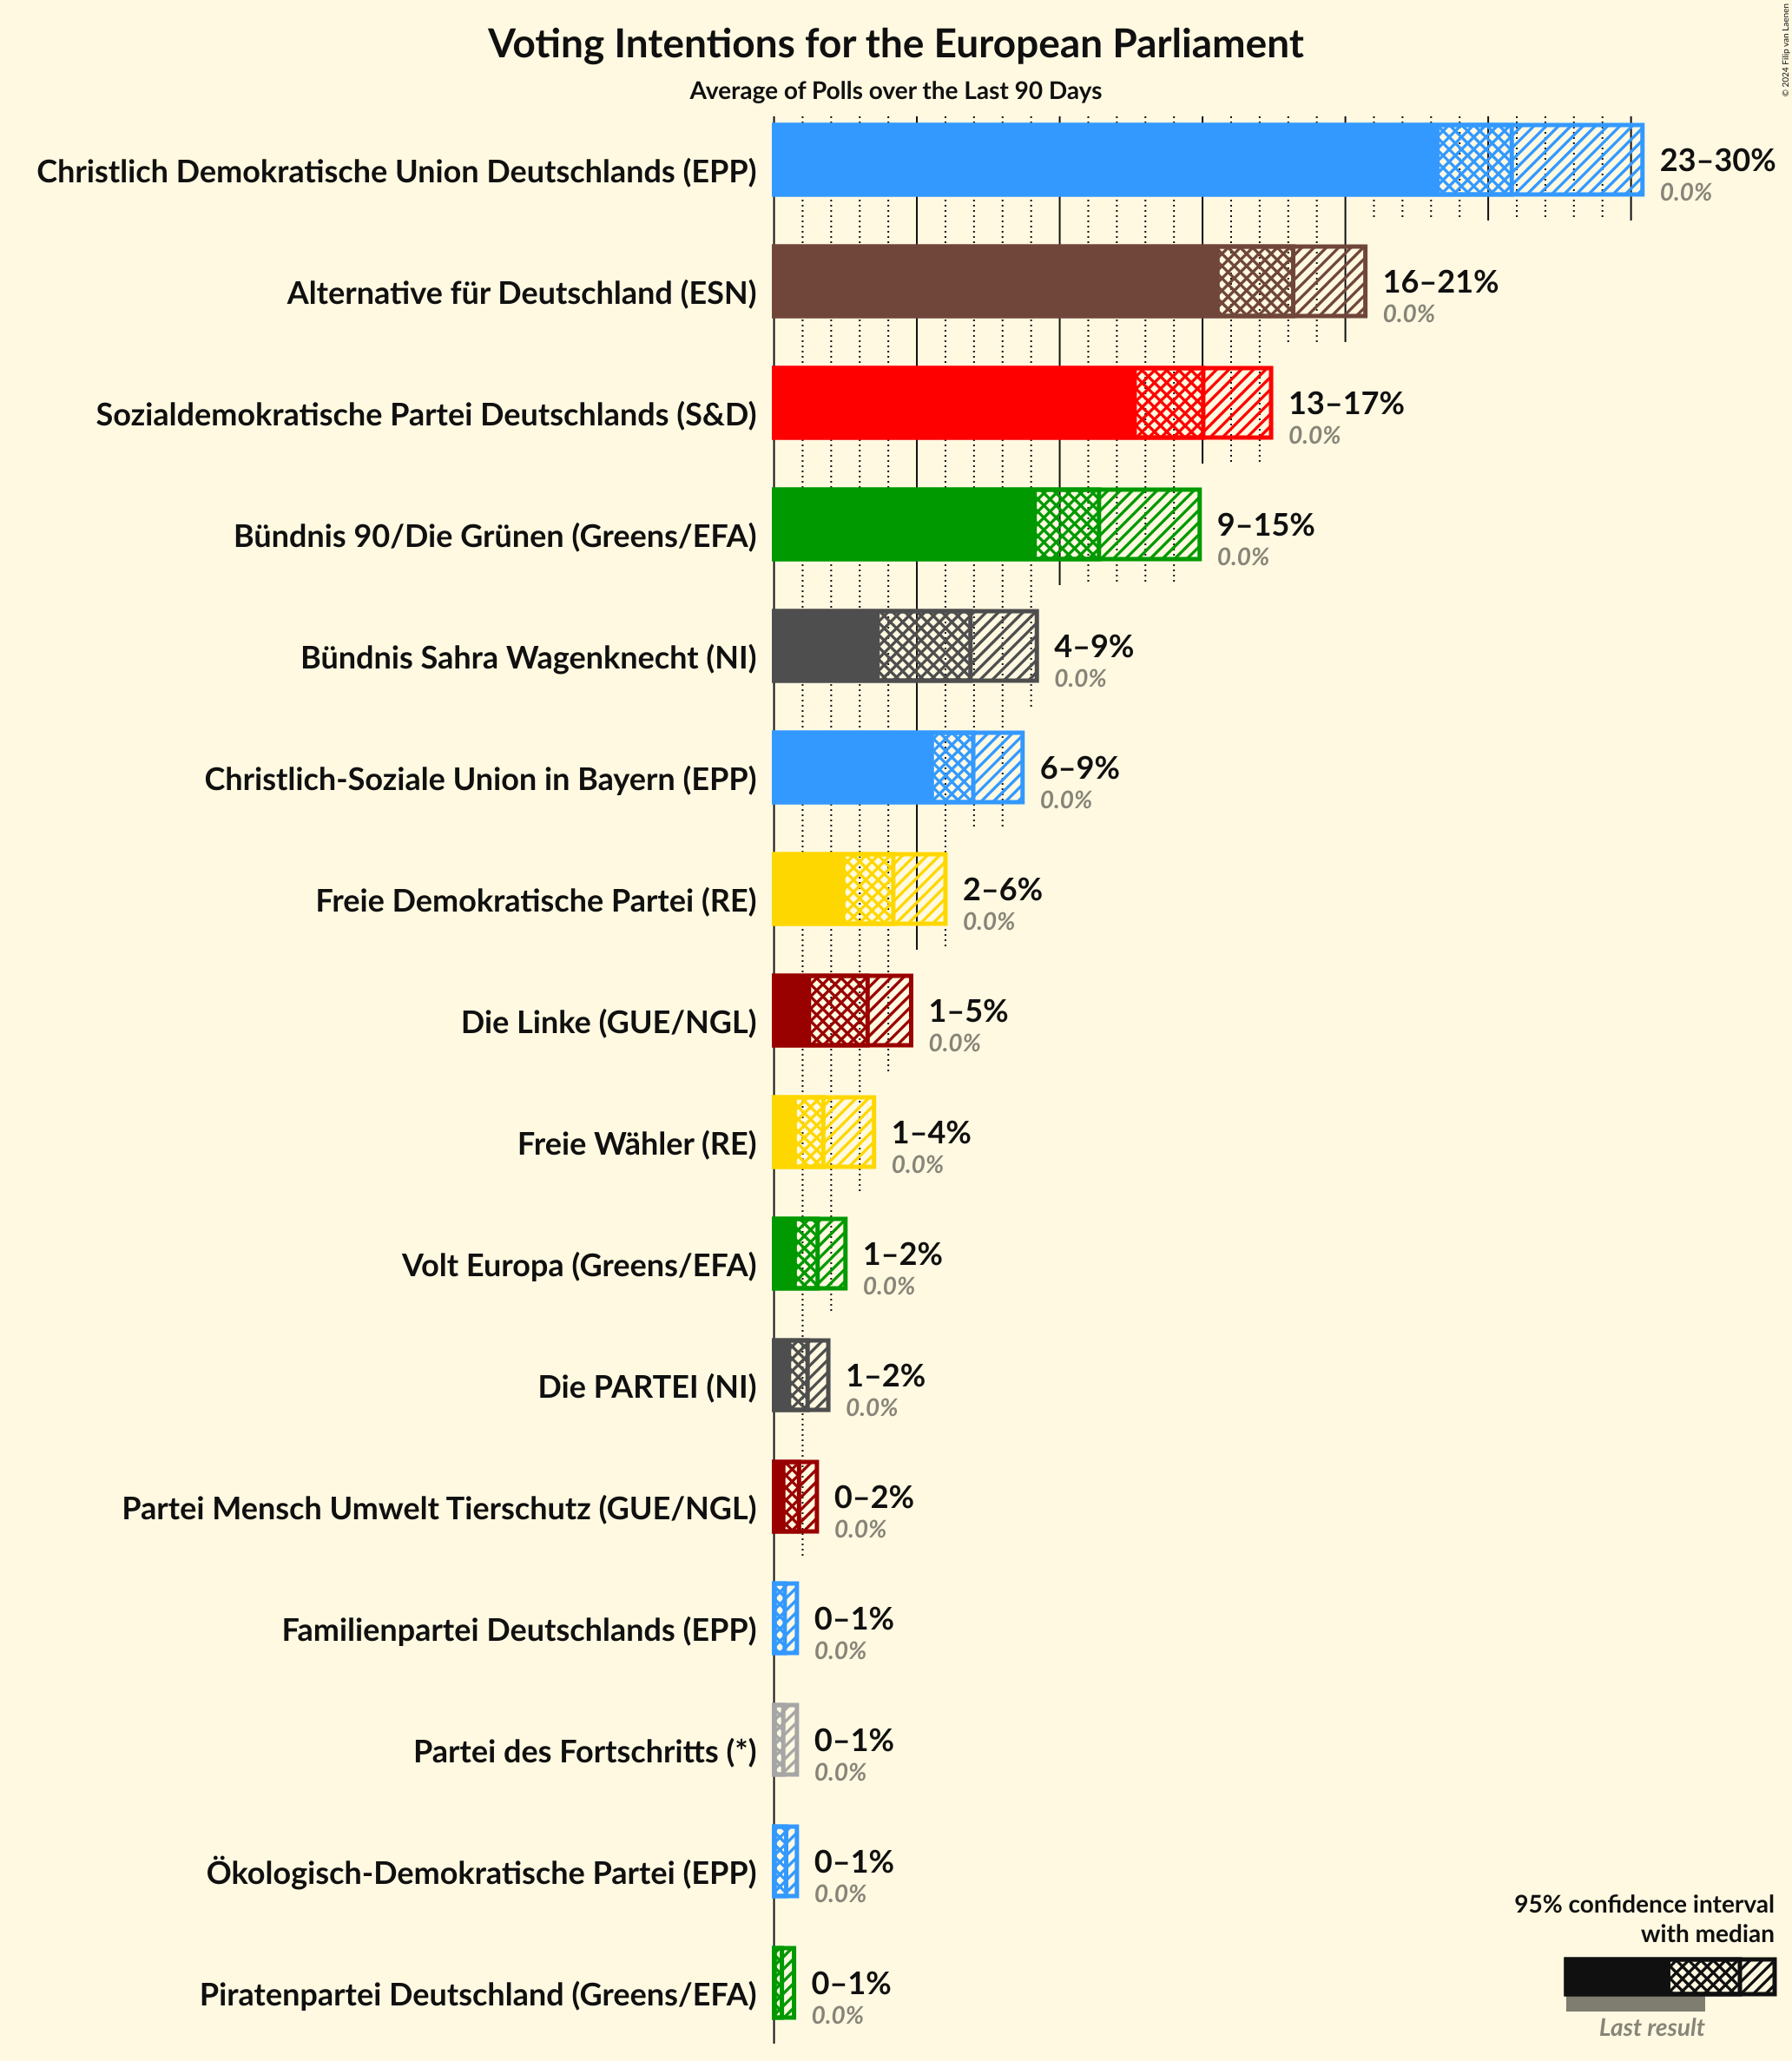 © 2024 Filip van Laenen
Voting Intentions for the European Parliament
Average of Polls over the Last 90 Days
Christlich Demokratische Union Deutschlands (EPP)
23–30%
0.0%
Alternative für Deutschland (ESN)
16–21%
0.0%
Sozialdemokratische Partei Deutschlands (S&D)
13–17%
0.0%
Bündnis 90/Die Grünen (Greens/EFA)
9–15%
0.0%
Bündnis Sahra Wagenknecht (NI)
4–9%
0.0%
Christlich-Soziale Union in Bayern (EPP)
6–9%
0.0%
Freie Demokratische Partei (RE)
2–6%
0.0%
Die Linke (GUE/NGL)
1–5%
0.0%
Freie Wähler (RE)
1–4%
0.0%
Volt Europa (Greens/EFA)
1–2%
0.0%
Die PARTEI (NI)
1–2%
0.0%
Partei Mensch Umwelt Tierschutz (GUE/NGL)
0–2%
0.0%
Familienpartei Deutschlands (EPP)
0–1%
0.0%
Partei des Fortschritts (*)
0–1%
0.0%
Ökologisch-Demokratische Partei (EPP)
0–1%
0.0%
Piratenpartei Deutschland (Greens/EFA)
0–1%
0.0%
95% confidence interval
with median
Last result